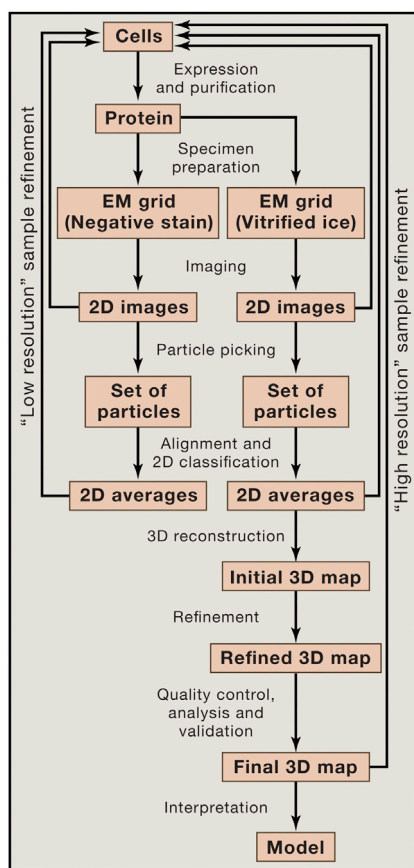 Cells
Expression
and purification
Protein
Specimen
preparation
EM grid
(Negative stain)
EM grid
(Vitrified ice)
Imaging
2D images
2D images
Particle picking
Set of
particles
Set of
particles
Alignment and
2D classification
2D averages
2D averages
3D reconstruction
Initial 3D map
Refinement
Refined 3D map
Quality control,
analysis and
validation
Final 3D map
Interpretation
Model
“Low resolution” sample refinement
“High resolution” sample refinement